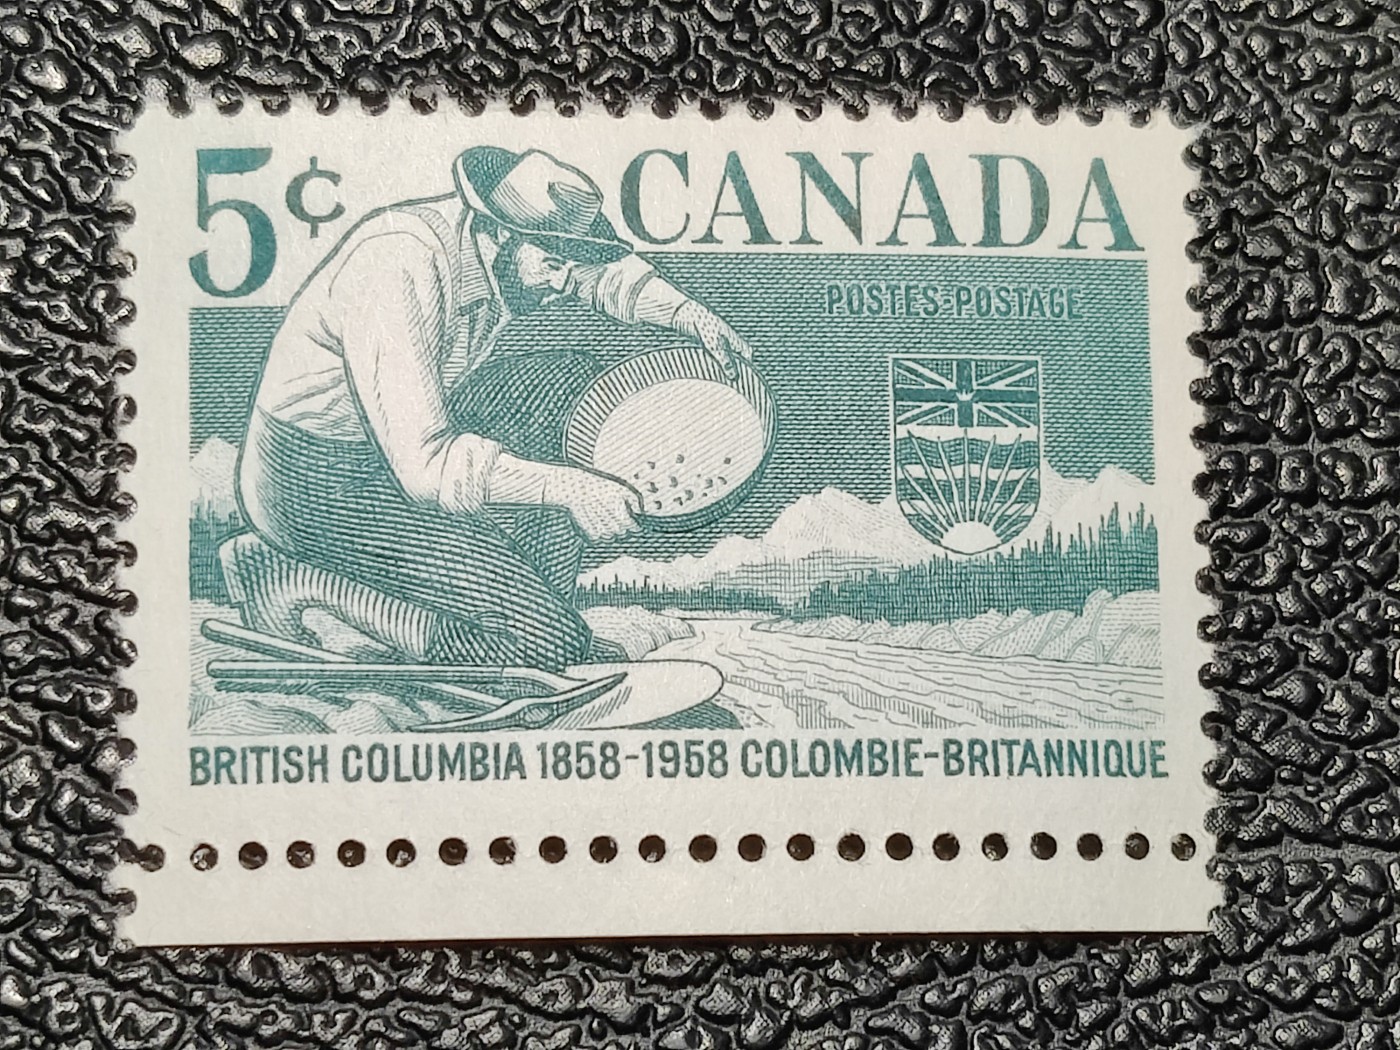 5¢ CANADA
POSTES-POSTAGE
BRITISH COLUMBIA 1858-1958 COLOMBIE-BRITANNIQUE